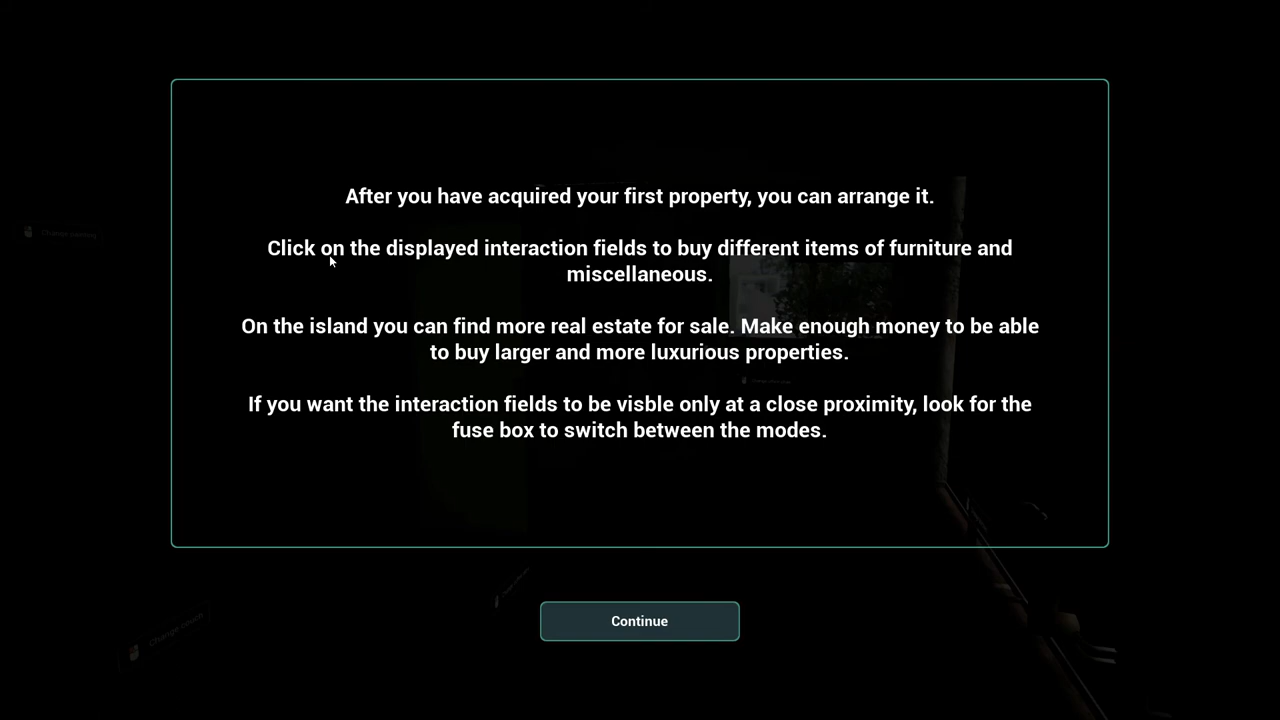 After you have acquired your first property, you can arrange it.
Click on the displayed interaction fields to buy different items of furniture and
miscellaneous.
On the island you can find more real estate for sale. Make enough money to be able
to buy larger and more luxurious properties.
If you want the interaction fields to be visble only at a close proximity, look for the
fuse box to switch between the modes.
Change couch
Continue